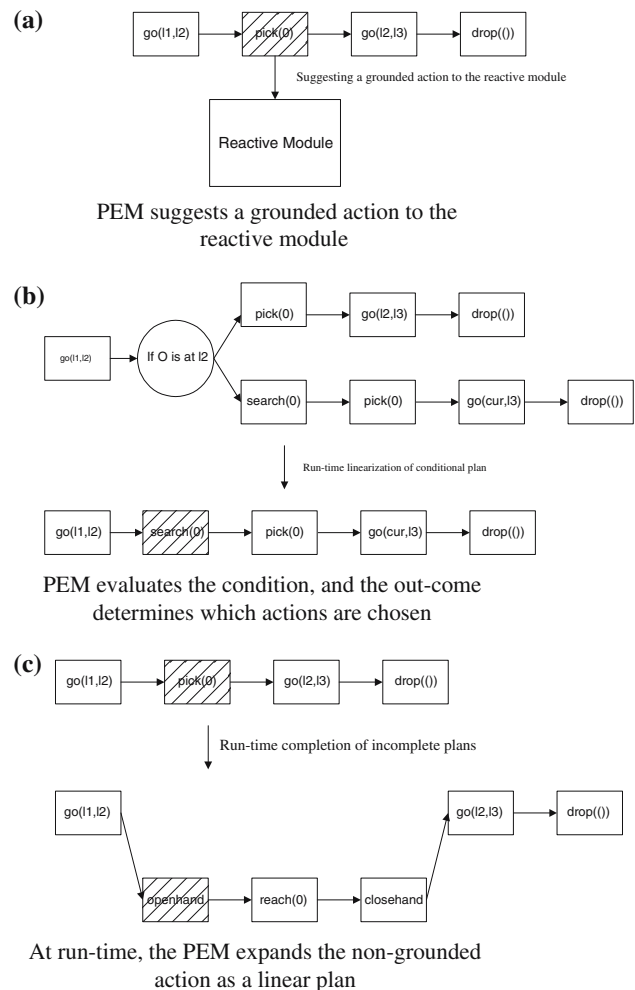 (a)
go(l1,l2)
pick(0)
go(l2,l3)
drop(())
Suggesting a grounded action to the reactive module
Reactive Module
PEM suggests a grounded action to the
reactive module
(b)
go(l1,l2)
If O is at l2
pick(0)
go(l2,l3)
drop(())
search(0)
pick(0)
go(cur,l3)
drop(())
Run-time linearization of conditional plan
go(l1,l2)
search(0)
pick(0)
go(cur,l3)
drop(())
PEM evaluates the condition, and the out-come
determines which actions are chosen
(c)
go(l1,l2)
pick(0)
go(l2,l3)
drop(())
Run-time completion of incomplete plans
go(l1,l2)
go(l2,l3)
drop(())
openhand
reach(0)
closehand
At run-time, the PEM expands the non-grounded
action as a linear plan